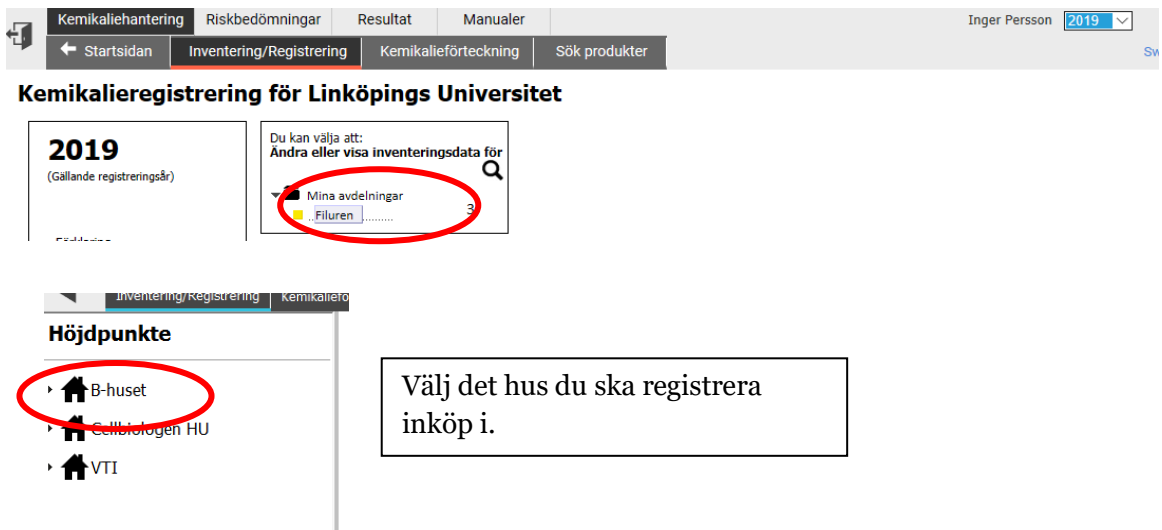 Kemikaliehantering Riskbedömningar Resultat Manualer Inger Persson 2019
Startsidan Inventering/Registrering Kemikalieförteckning Sök produkter
Sw
Kemikalieregistrering för Linköpings Universitet
2019
(Gällande registreringsår)
Du kan välja att:
Ändra eller visa inventeringsdata för
Mina avdelningar
..Filuren.......... 3
Inventering/Registrering Kemikaliefö
Höjdpunkte
B-huset
Cellbiologen HU
VTI
Välj det hus du ska registrera
inköp i.